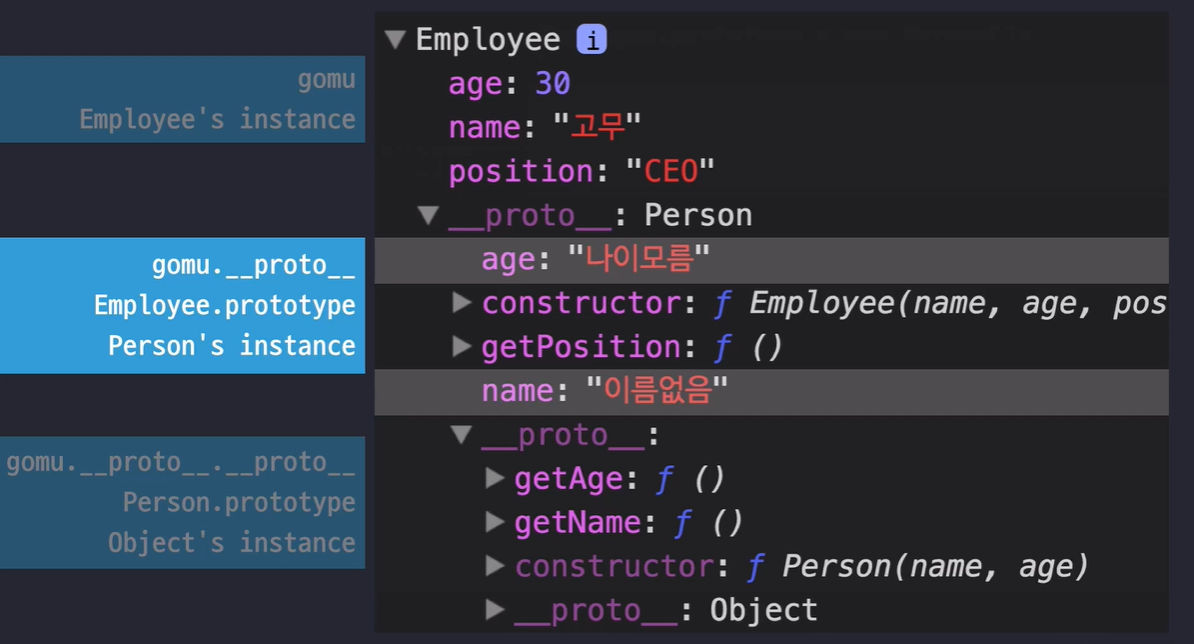 gomu
Employee's instance
gomu.__proto__
Employee.prototype
Person's instance
gomu.__proto__.__proto__
Person.prototype
Object's instance
Employee i
age: 30
name: "고무"
position: "CEO"
__proto__: Person
age: "나이모름"
constructor: ƒ Employee(name, age, pos
getPosition: ƒ ()
name: "이름없음"
__proto__:
getAge: ƒ ()
getName: ƒ ()
constructor: ƒ Person(name, age)
__proto__: Object